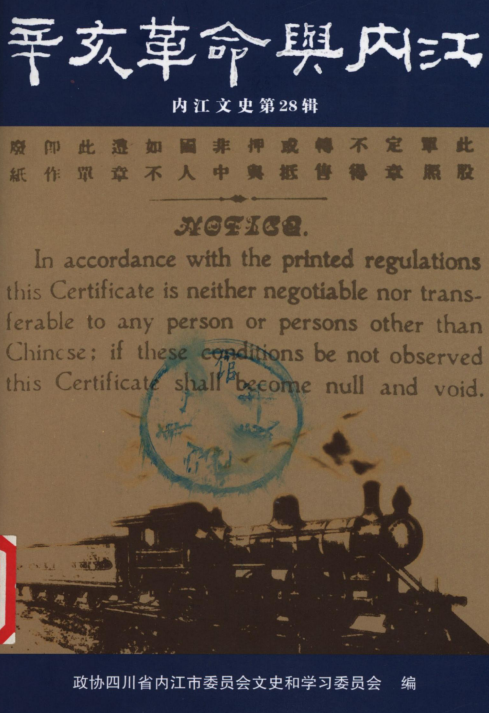 辛亥革命與内江
内江文史第28辑
此股
單照
定章
不得
轉售
或抵
押與
非中
國人
如不
遵章
此單
卽作
廢紙
NOTICE.
In accordance with the printed regulations
this Certificate is neither negotiable nor trans-
ferable to any person or persons other than
Chinese; if these conditions be not observed
this Certificate shall become null and void.
政协四川省内江市委员会文史和学习委员会 编